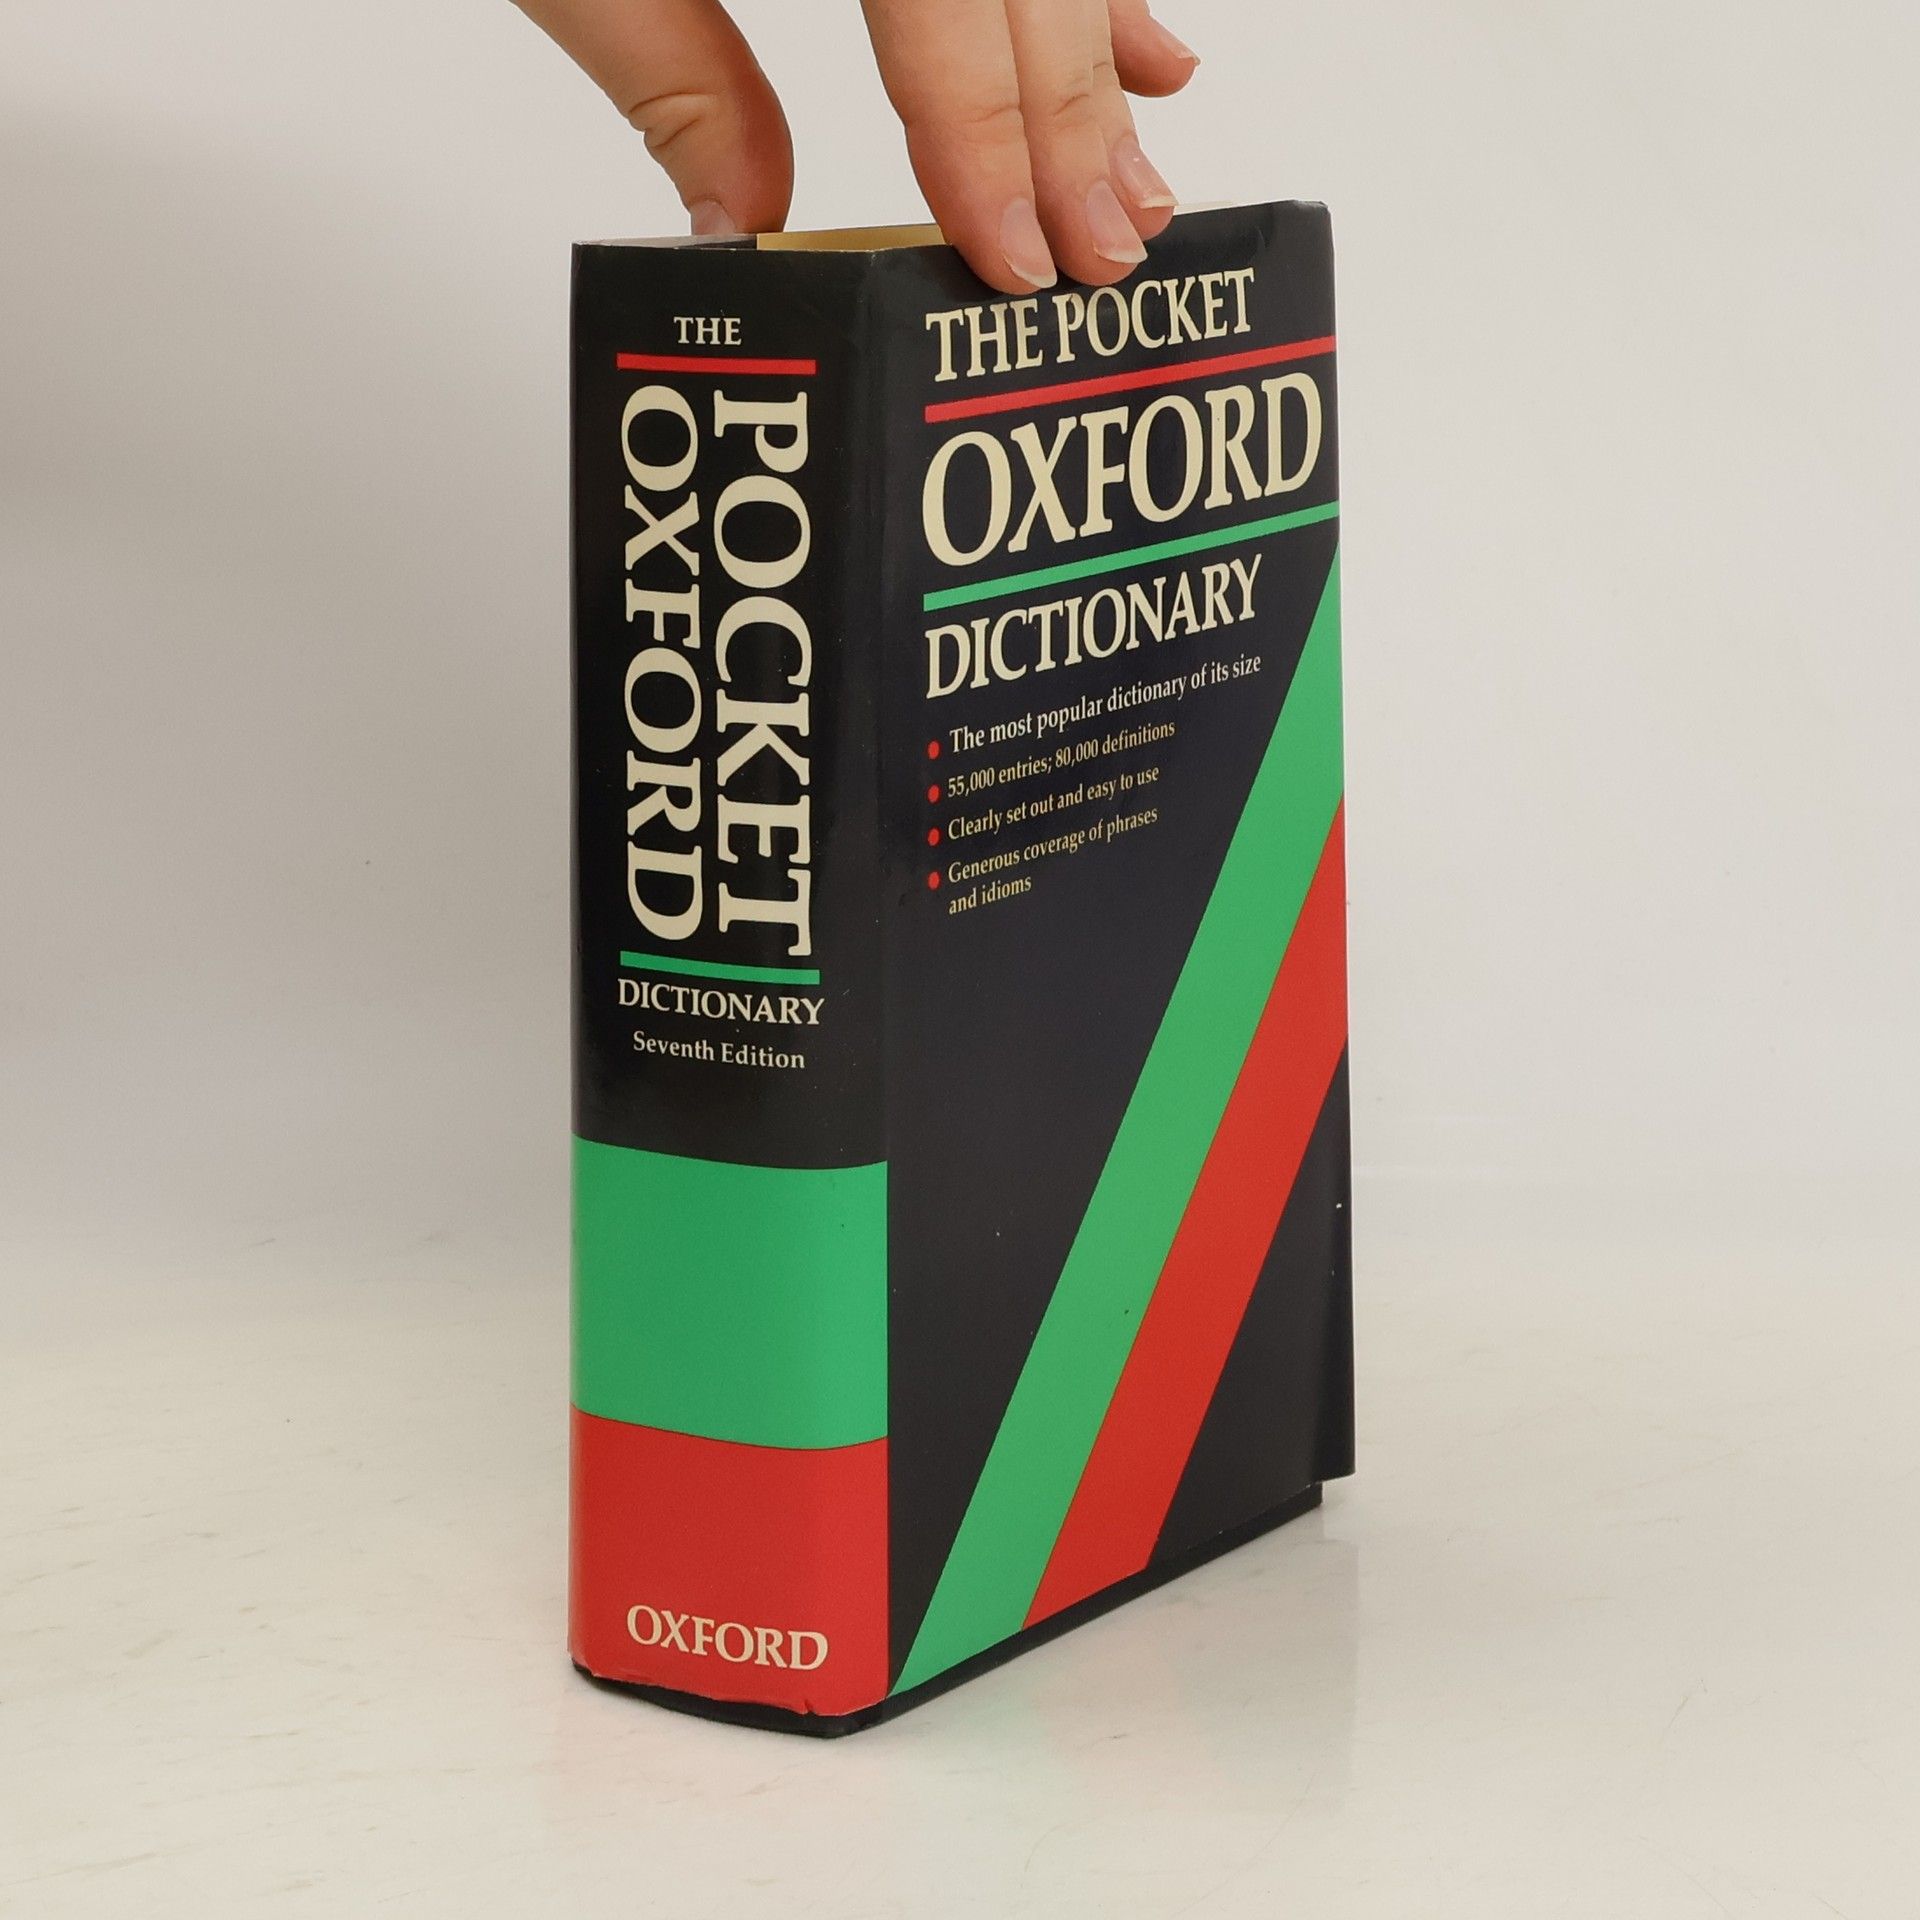 THE
POCKET
OXFORD
DICTIONARY
Seventh Edition
OXFORD
THE POCKET
OXFORD
DICTIONARY
The most popular dictionary of its size
55,000 entries; 80,000 definitions
Clearly set out and easy to use
Generous coverage of phrases
and idioms